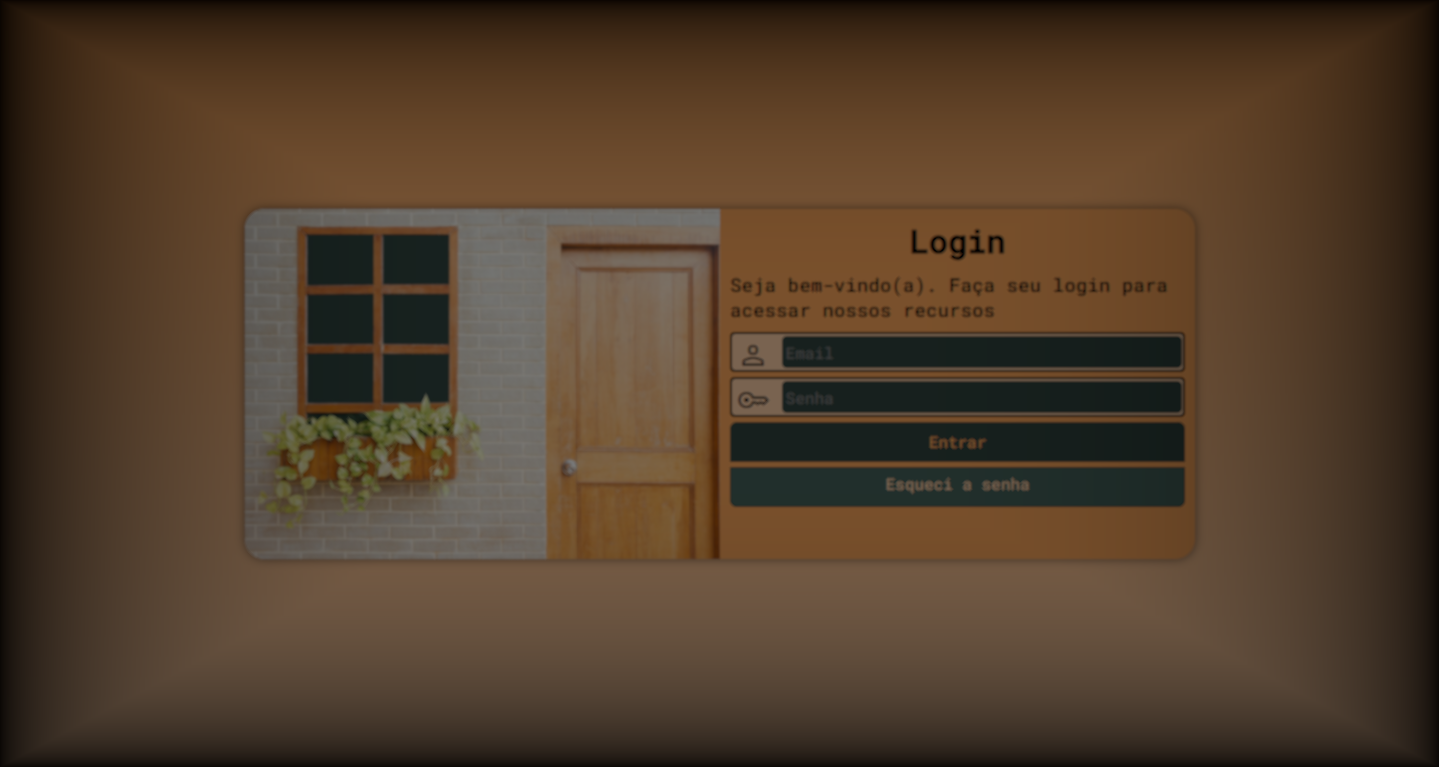 Login
Seja bem-vindo(a). Faça seu login para
acessar nossos recursos
Email
Senha
Entrar
Esqueci a senha